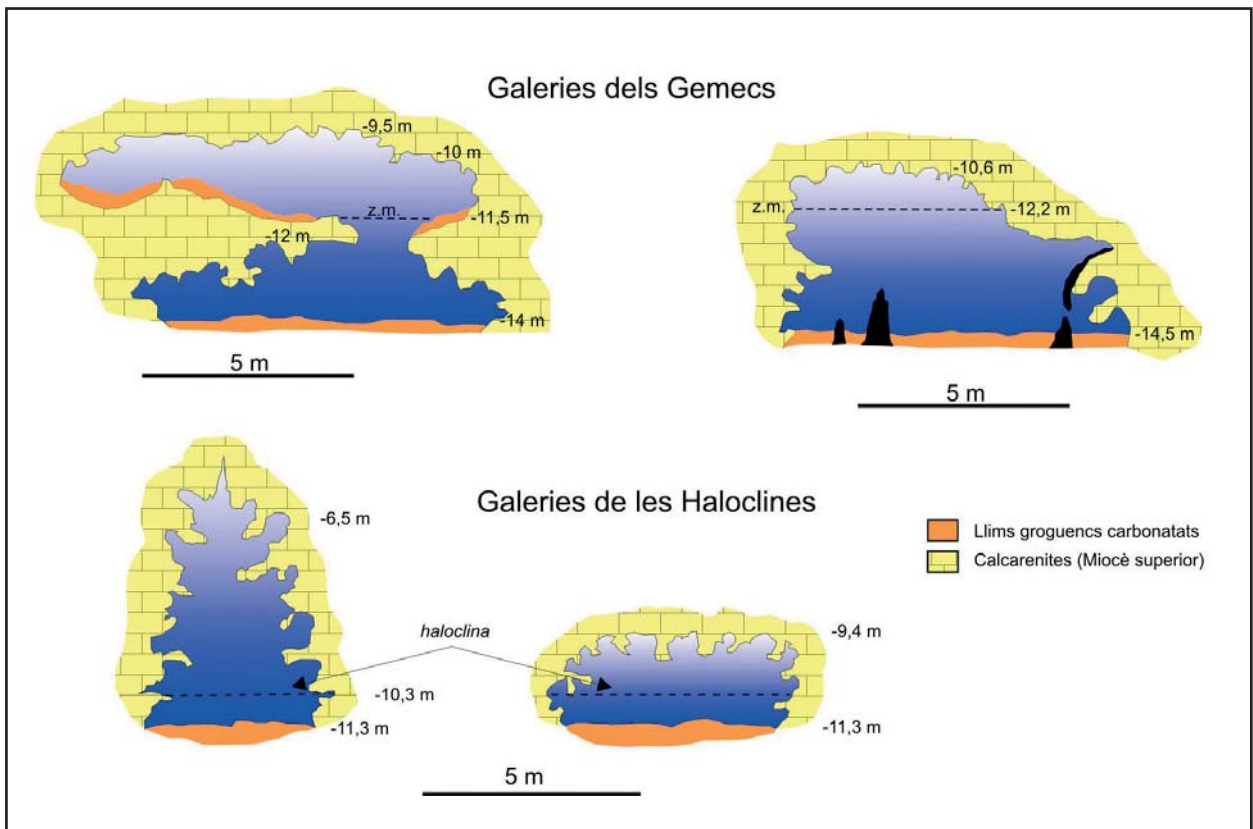 Galeries dels Gemecs
-9,5 m
-10 m
z.m.
-11,5 m
-12 m
-14 m
5 m
-10,6 m
z.m.
-12,2 m
-14,5 m
5 m
Galeries de les Haloclines
-6,5 m
haloclina
-10,3 m
-11,3 m
-9,4 m
-11,3 m
5 m
Llims groguencs carbonatats
Calcarenites (Miocè superior)